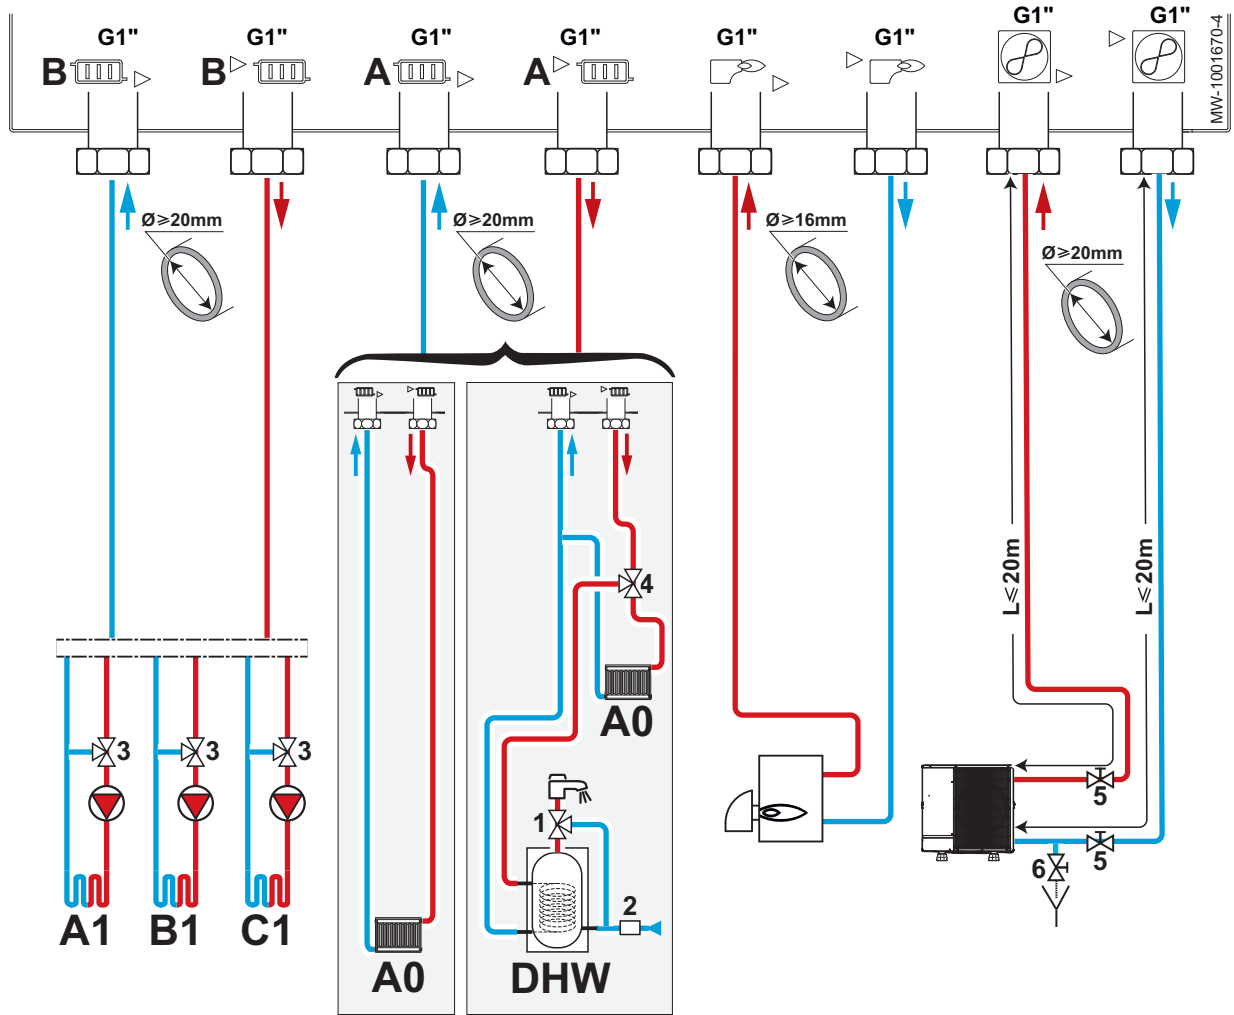 G1" G1" G1" G1" G1" G1" G1" G1"
B B A A
MW-1001670-4
Ø⩾20mm Ø⩾20mm Ø⩾16mm Ø⩾20mm
L⩽20m L⩽20m
4
A0
3 3 3
1
2
5
5
6
A1 B1 C1
A0
DHW